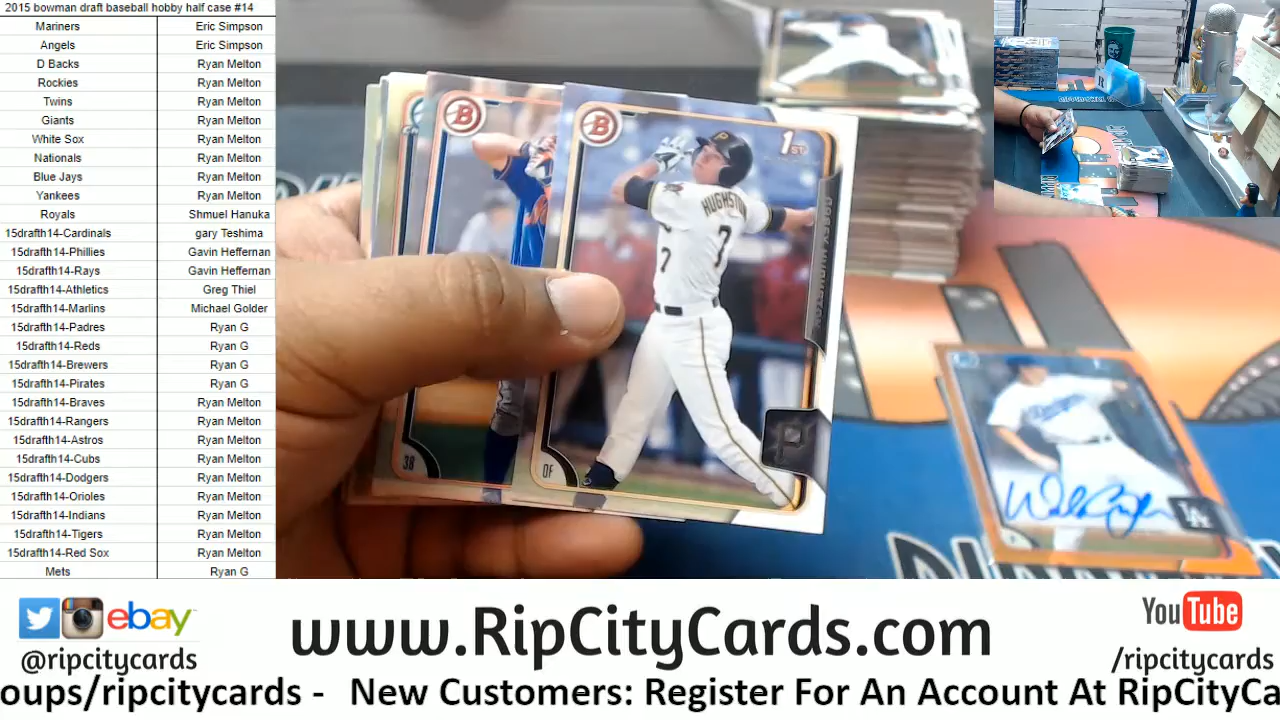 2015 bowman draft baseball hobby half case #14
Mariners Eric Simpson
Angels Eric Simpson
D Backs Ryan Melton
Rockies Ryan Melton
Twins Ryan Melton
Giants Ryan Melton
White Sox Ryan Melton
Nationals Ryan Melton
Blue Jays Ryan Melton
Yankees Ryan Melton
Royals Shmuel Hanuka
15drafth14-Cardinals gary Teshima
15drafth14-Phillies Gavin Heffernan
15drafth14-Rays Gavin Heffernan
15drafth14-Athletics Greg Thiel
15drafth14-Marlins Michael Golder
15drafth14-Padres Ryan G
15drafth14-Reds Ryan G
15drafth14-Brewers Ryan G
15drafth14-Pirates Ryan G
15drafth14-Braves Ryan Melton
15drafth14-Rangers Ryan Melton
15drafth14-Astros Ryan Melton
15drafth14-Cubs Ryan Melton
15drafth14-Dodgers Ryan Melton
15drafth14-Orioles Ryan Melton
15drafth14-Indians Ryan Melton
15drafth14-Tigers Ryan Melton
15drafth14-Red Sox Ryan Melton
Mets Ryan G
B
B
1ST
P
HUGHSTON
7
7
3B
OF
P
LA
ebay
@ripcitycards
www.RipCityCards.com
YouTube
/ripcitycards
oups/ripcitycards - New Customers: Register For An Account At RipCityCa